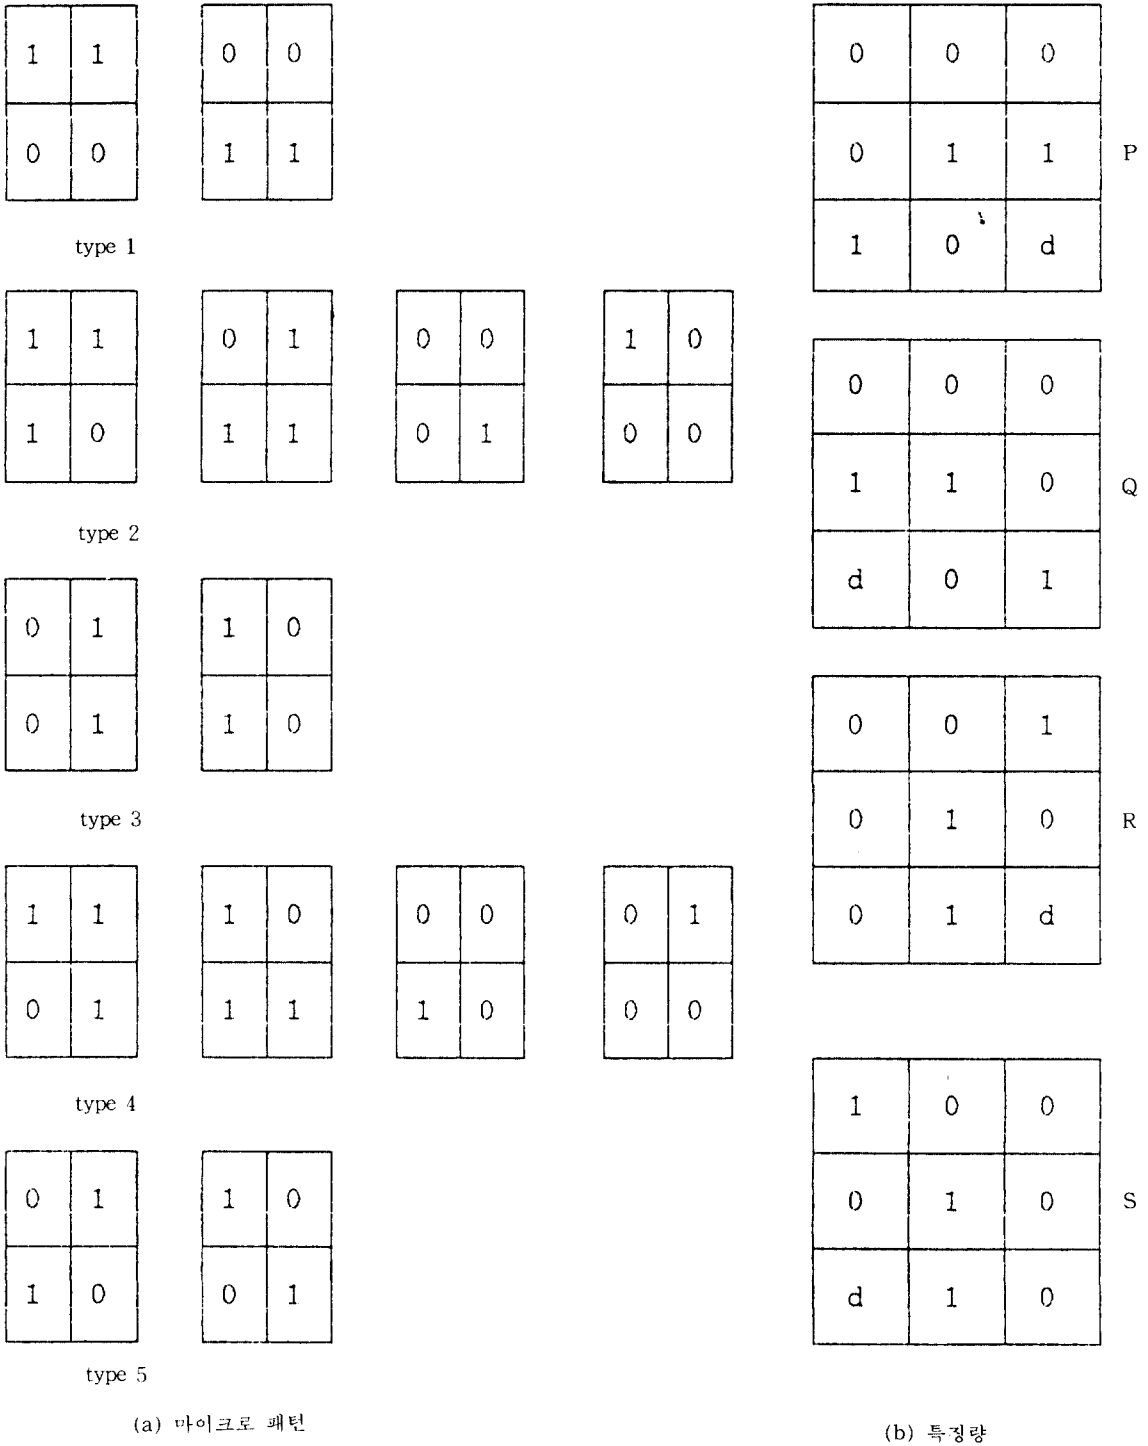 1 1 0 0
0 0 1 1
type 1
1 1 0 1 0 0 1 0
1 0 1 1 0 1 0 0
type 2
0 1 1 0
0 1 1 0
type 3
1 1 1 0 0 0 0 1
0 1 1 1 1 0 0 0
type 4
0 1 1 0
1 0 0 1
type 5
(a) 마이크로 패턴
0 0 0
0 1 1 P
1 0 d
0 0 0
1 1 0 Q
d 0 1
0 0 1
0 1 0 R
0 1 d
1 0 0
0 1 0 S
d 1 0
(b) 특징량